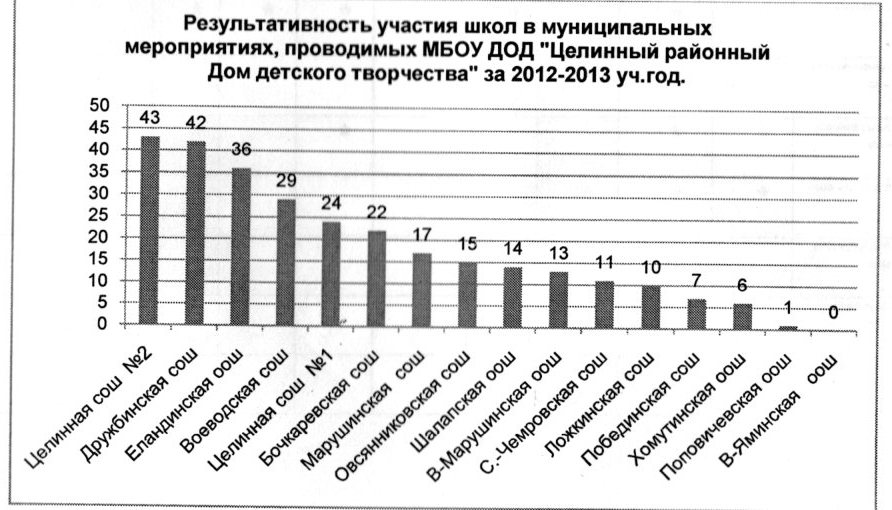 Результативность участия школ в муниципальных
мероприятиях, проводимых МБОУ ДОД "Целинный районный
Дом детского творчества" за 2012-2013 уч.год.
50
45
40
35
30
25
20
15
10
5
0
43
42
36
29
24
22
17
15
14
13
11
10
7
6
1
0
Целинная сош №2
Дружбинская сош
Еландинская оош
Воеводская сош
Целинная сош №1
Бочкаревская сош
Марушинская сош
Овсянниковская сош
Шалапская оош
В-Марушинская оош
С.-Чемровская сош
Ложкинская сош
Побединская сош
Хомутинская оош
Поповичевская оош
В-Яминская оош